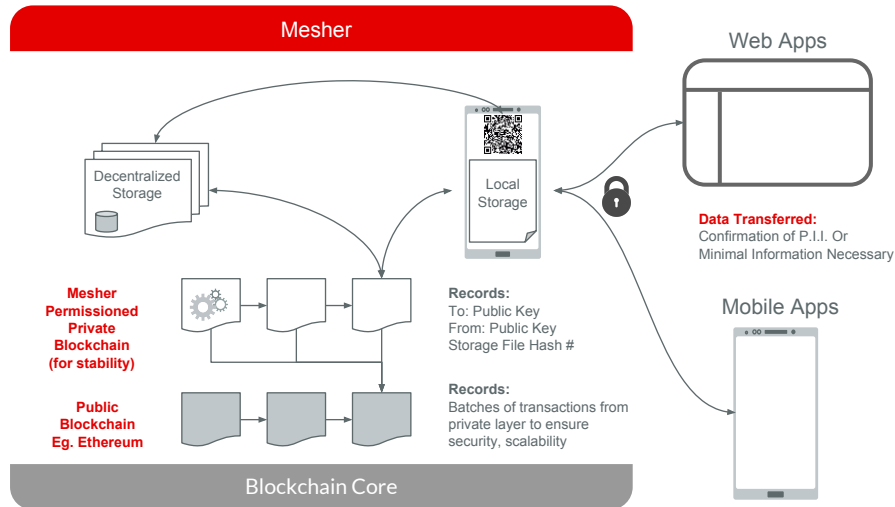 Mesher
Web Apps
Decentralized
Storage
Local
Storage
Data Transferred:
Confirmation of P.I.I. Or
Minimal Information Necessary
Mesher
Permissioned
Private
Blockchain
(for stability)
Records:
To: Public Key
From: Public Key
Storage File Hash #
Mobile Apps
Public
Blockchain
Eg. Ethereum
Records:
Batches of transactions from
private layer to ensure
security, scalability
Blockchain Core